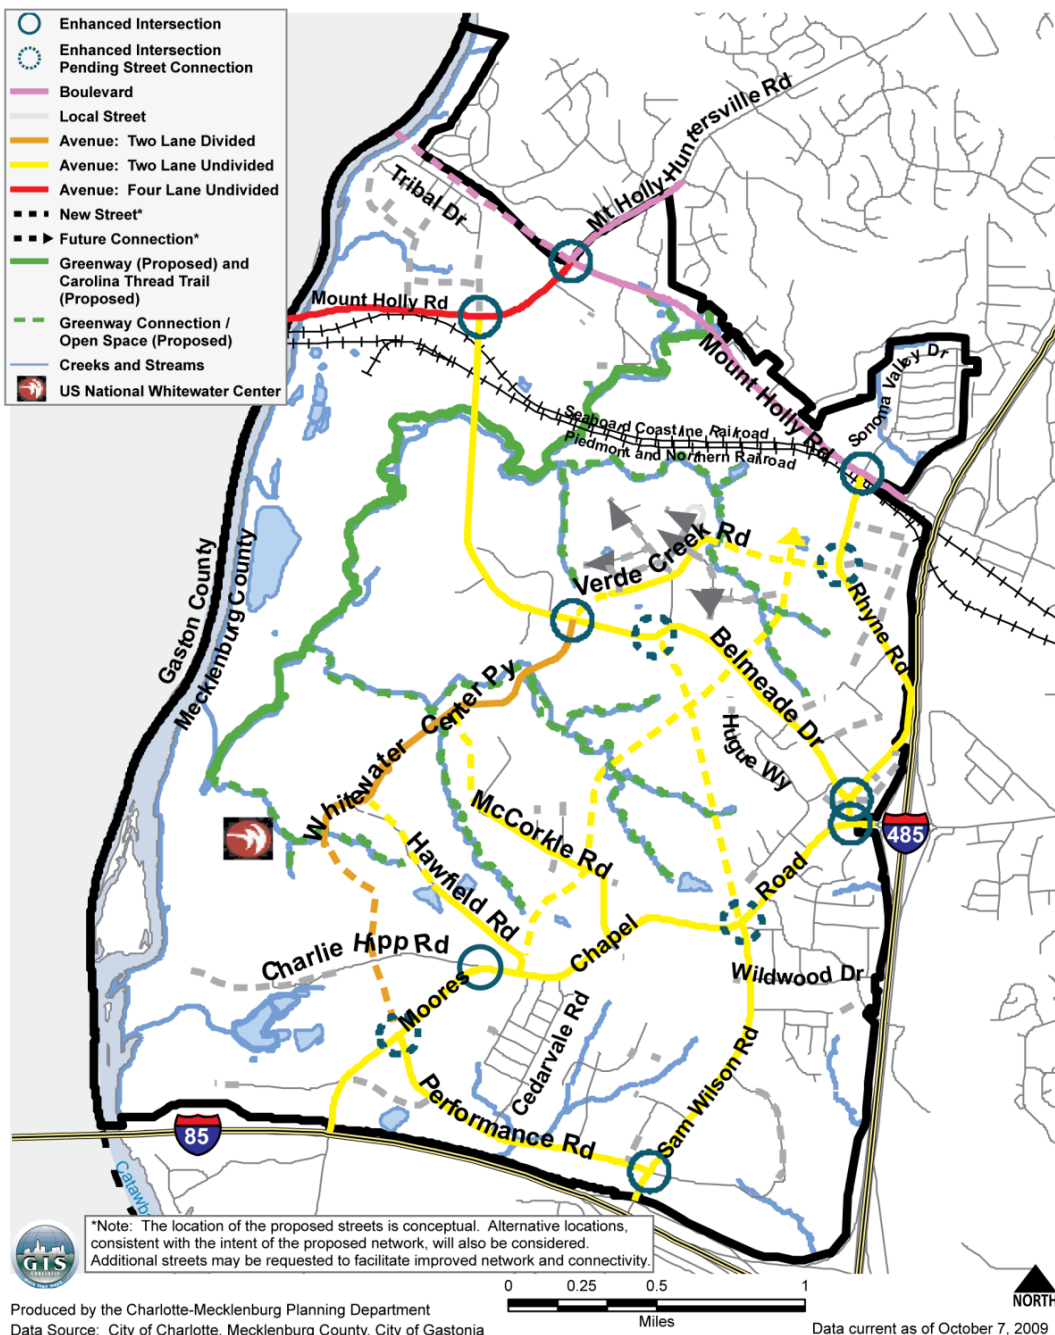 Enhanced Intersection
Enhanced Intersection
Pending Street Connection
Boulevard
Local Street
Avenue: Two Lane Divided
Avenue: Two Lane Undivided
Avenue: Four Lane Undivided
New Street*
Future Connection*
Greenway (Proposed) and
Carolina Thread Trail
(Proposed)
Greenway Connection /
Open Space (Proposed)
Creeks and Streams
US National Whitewater Center
Mt Holly Huntersville Rd
Tribal Dr
Mount Holly Rd
Mount Holly Rd
Sonoma Valley Dr
Seaboard Coastline Railroad
Piedmont and Northern Railroad
Gaston County
Mecklenburg County
Verde Creek Rd
Rhyne Rd
Belmeade Dr
Hugue Wy
Whitewater Center Py
McCorkle Rd
Hawfield Rd
485
Road
Chapel
Moores
Charlie Hipp Rd
Wildwood Dr
Cedarvale Rd
Sam Wilson Rd
Performance Rd
85
GIS
*Note: The location of the proposed streets is conceptual. Alternative locations,
consistent with the intent of the proposed network, will also be considered.
Additional streets may be requested to facilitate improved network and connectivity.
0 0.25 0.5 1
Miles
NORTH
Produced by the Charlotte-Mecklenburg Planning Department
Data Source: City of Charlotte, Mecklenburg County, City of Gastonia
Data current as of October 7, 2009